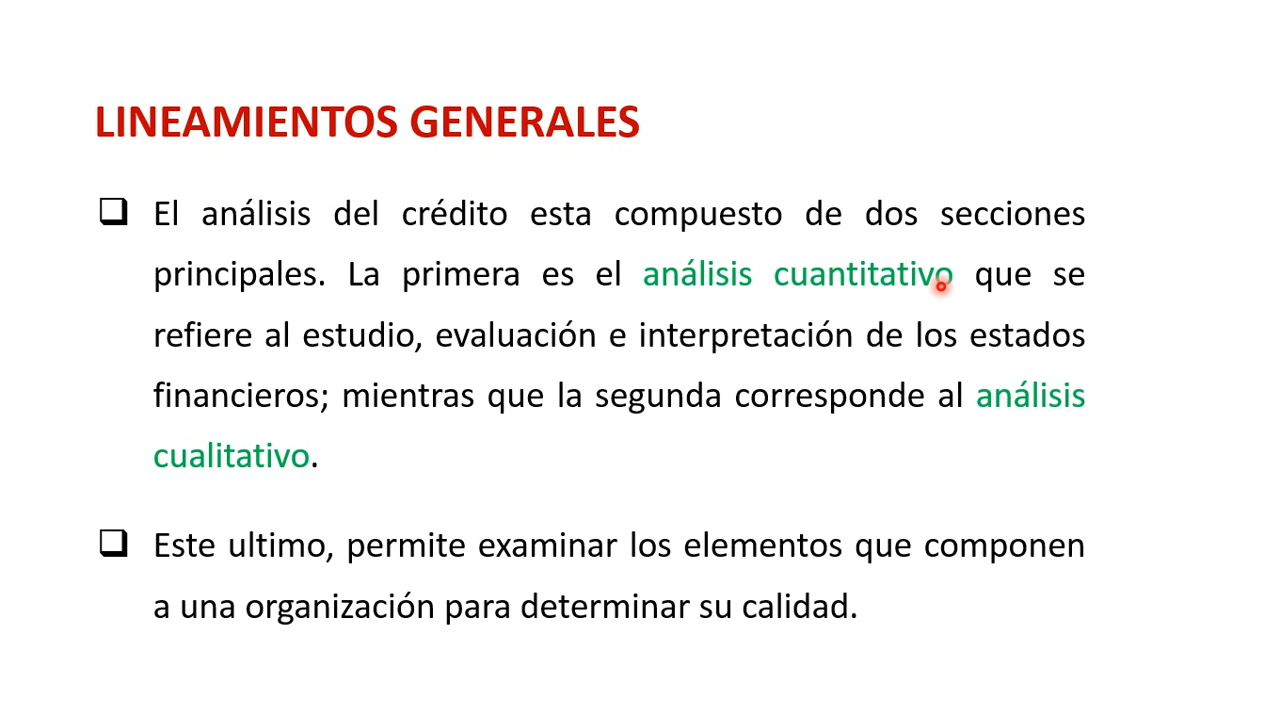 LINEAMIENTOS GENERALES
El análisis del crédito esta compuesto de dos secciones
principales. La primera es el análisis cuantitativo que se
refiere al estudio, evaluación e interpretación de los estados
financieros; mientras que la segunda corresponde al análisis
cualitativo.
Este ultimo, permite examinar los elementos que componen
a una organización para determinar su calidad.